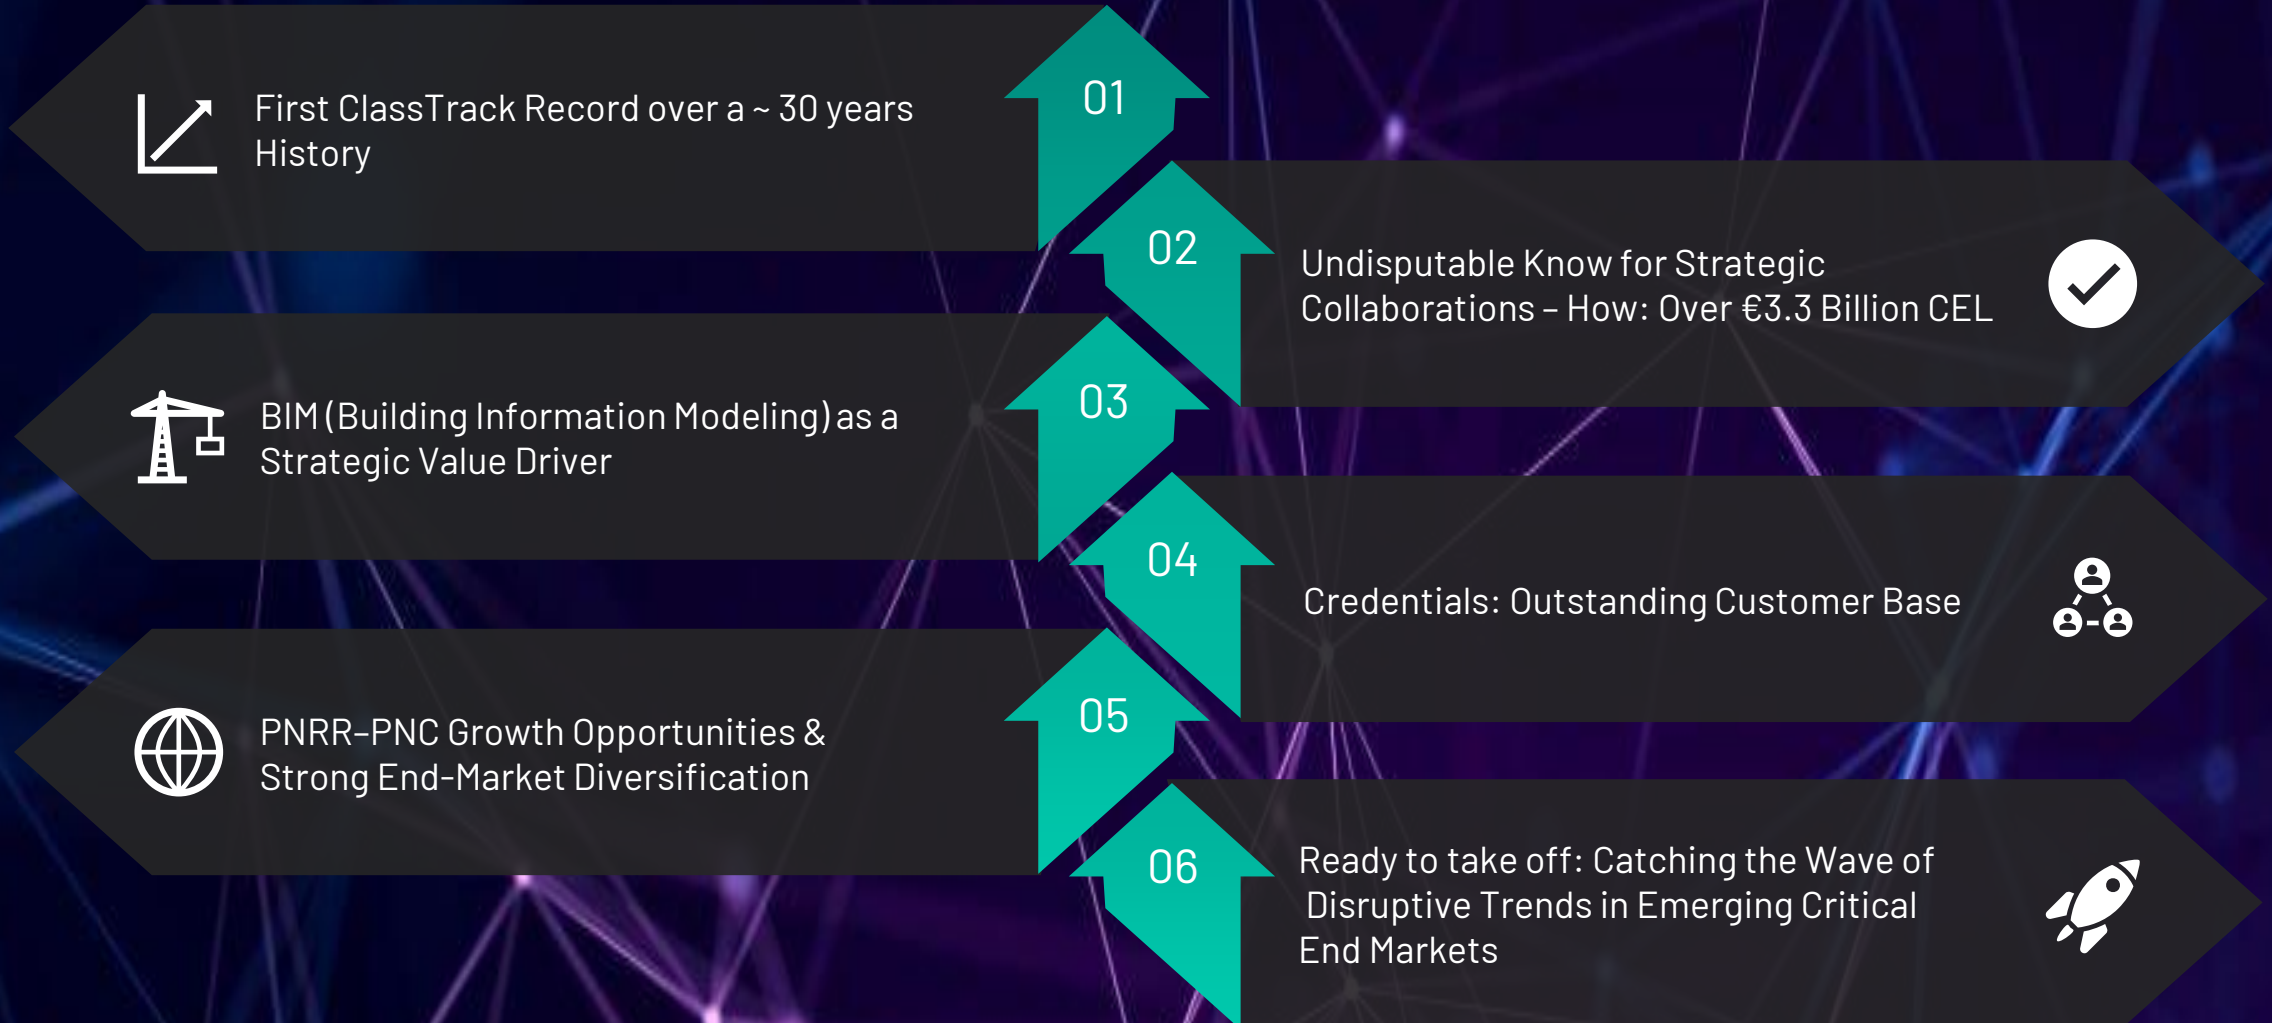 01
First ClassTrack Record over a ~ 30 years
History
02
Undisputable Know for Strategic
Collaborations – How: Over €3.3 Billion CEL
03
BIM (Building Information Modeling) as a
Strategic Value Driver
04
Credentials: Outstanding Customer Base
05
PNRR–PNC Growth Opportunities &
Strong End-Market Diversification
06
Ready to take off: Catching the Wave of
Disruptive Trends in Emerging Critical
End Markets